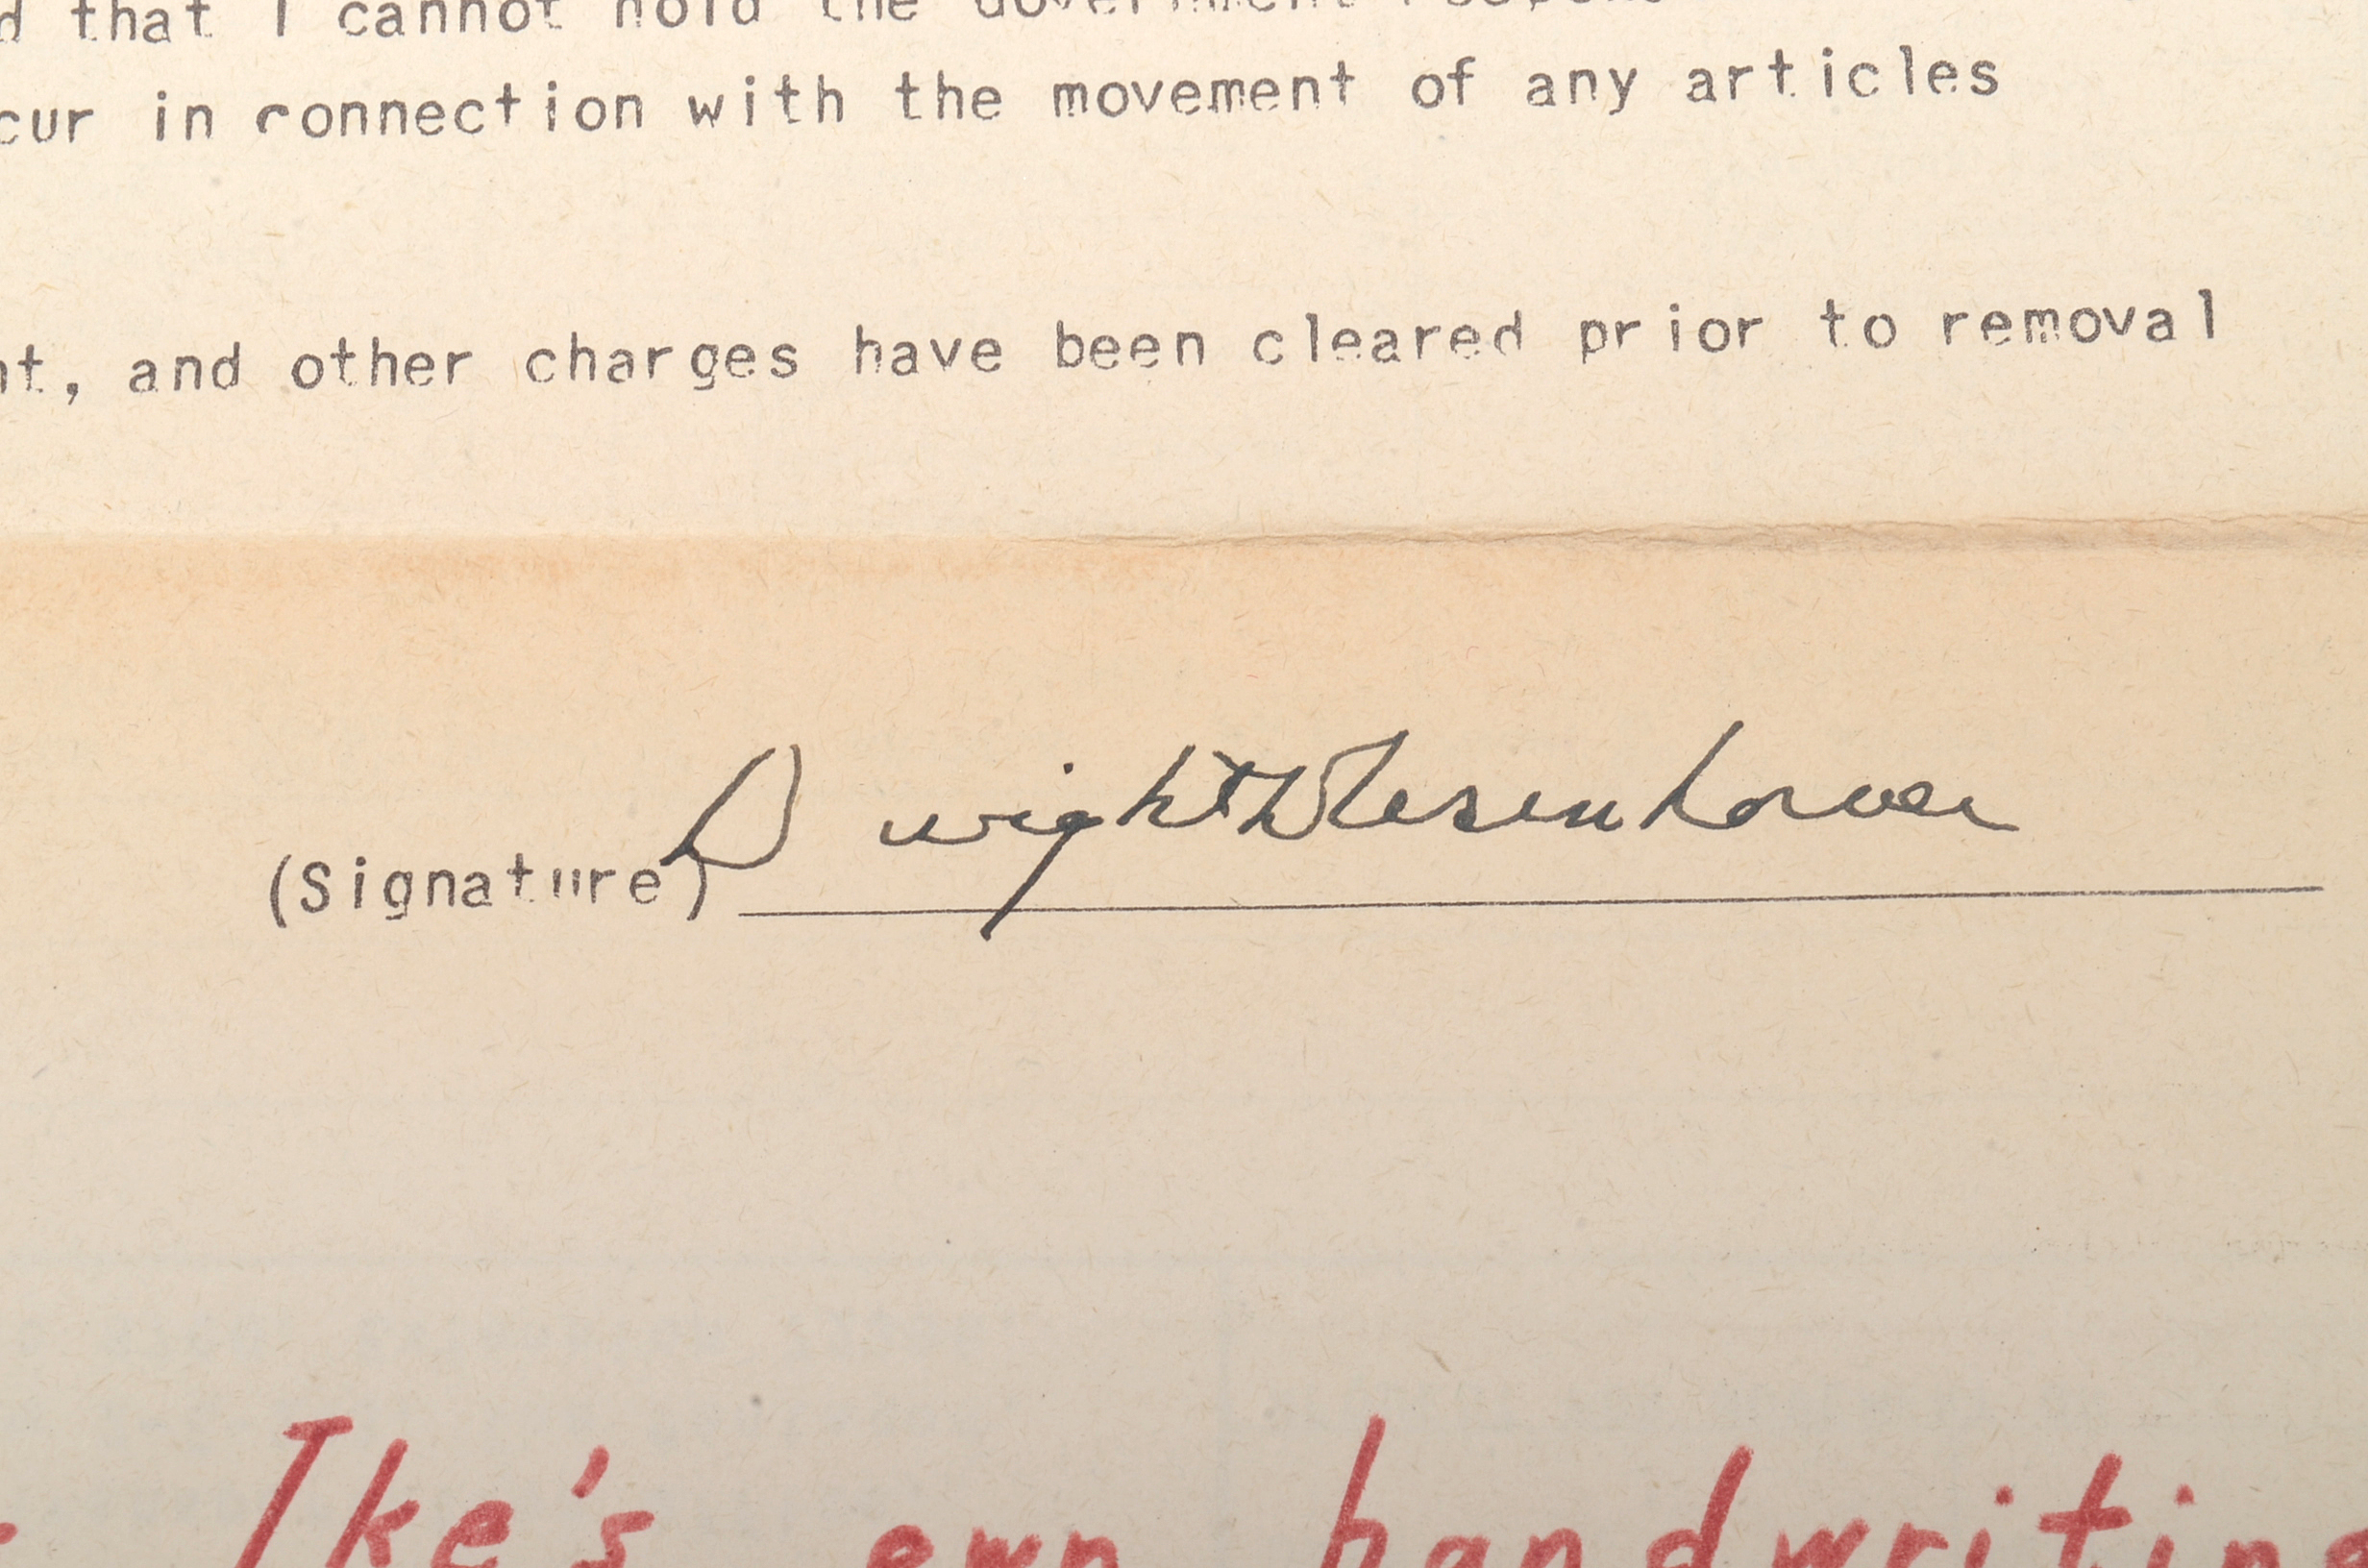 d that I cannot hold the Government
cur in connection with the movement of any articles
nt, and other charges have been cleared prior to removal
(Signature) Dwight D Eisenhower
Ike's own handwriting